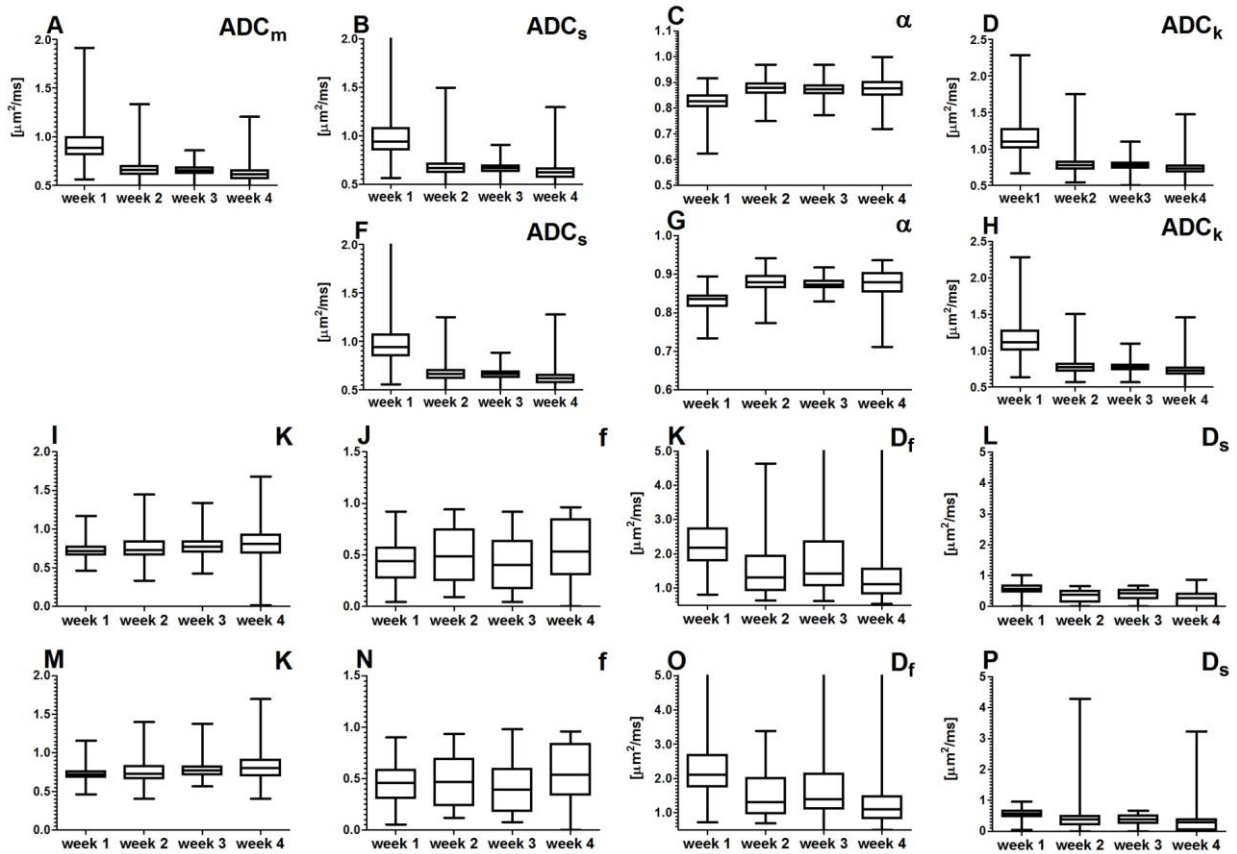 A ADCm
[μm²/ms]
2.0
1.5
1.0
0.5
week 1 week 2 week 3 week 4
B ADCs
2.0
1.5
1.0
0.5
week 1 week 2 week 3 week 4
C α
1.1
1.0
0.9
0.8
0.7
0.6
0.5
week 1 week 2 week 3 week 4
D ADCk
[μm²/ms]
2.5
2.0
1.5
1.0
0.5
week1 week2 week3 week4
F ADCs
[μm²/ms]
2.0
1.5
1.0
0.5
week 1 week 2 week 3 week 4
G α
1.0
0.9
0.8
0.7
0.6
week 1 week 2 week 3 week 4
H ADCk
[μm²/ms]
2.5
2.0
1.5
1.0
0.5
week 1 week 2 week 3 week 4
I K
2.0
1.5
1.0
0.5
0.0
week 1 week 2 week 3 week 4
J f
1.5
1.0
0.5
0.0
week 1 week 2 week 3 week 4
K Df
[μm²/ms]
5.0
4.0
3.0
2.0
1.0
week 1 week 2 week 3 week 4
L Ds
[μm²/ms]
5
4
3
2
1
0
week 1 week 2 week 3 week 4
M K
2.0
1.5
1.0
0.5
0.0
week 1 week 2 week 3 week 4
N f
1.5
1.0
0.5
0.0
week 1 week 2 week 3 week 4
O Df
[μm²/ms]
5.0
4.0
3.0
2.0
1.0
week 1 week 2 week 3 week 4
P Ds
[μm²/ms]
5
4
3
2
1
0
week 1 week 2 week 3 week 4